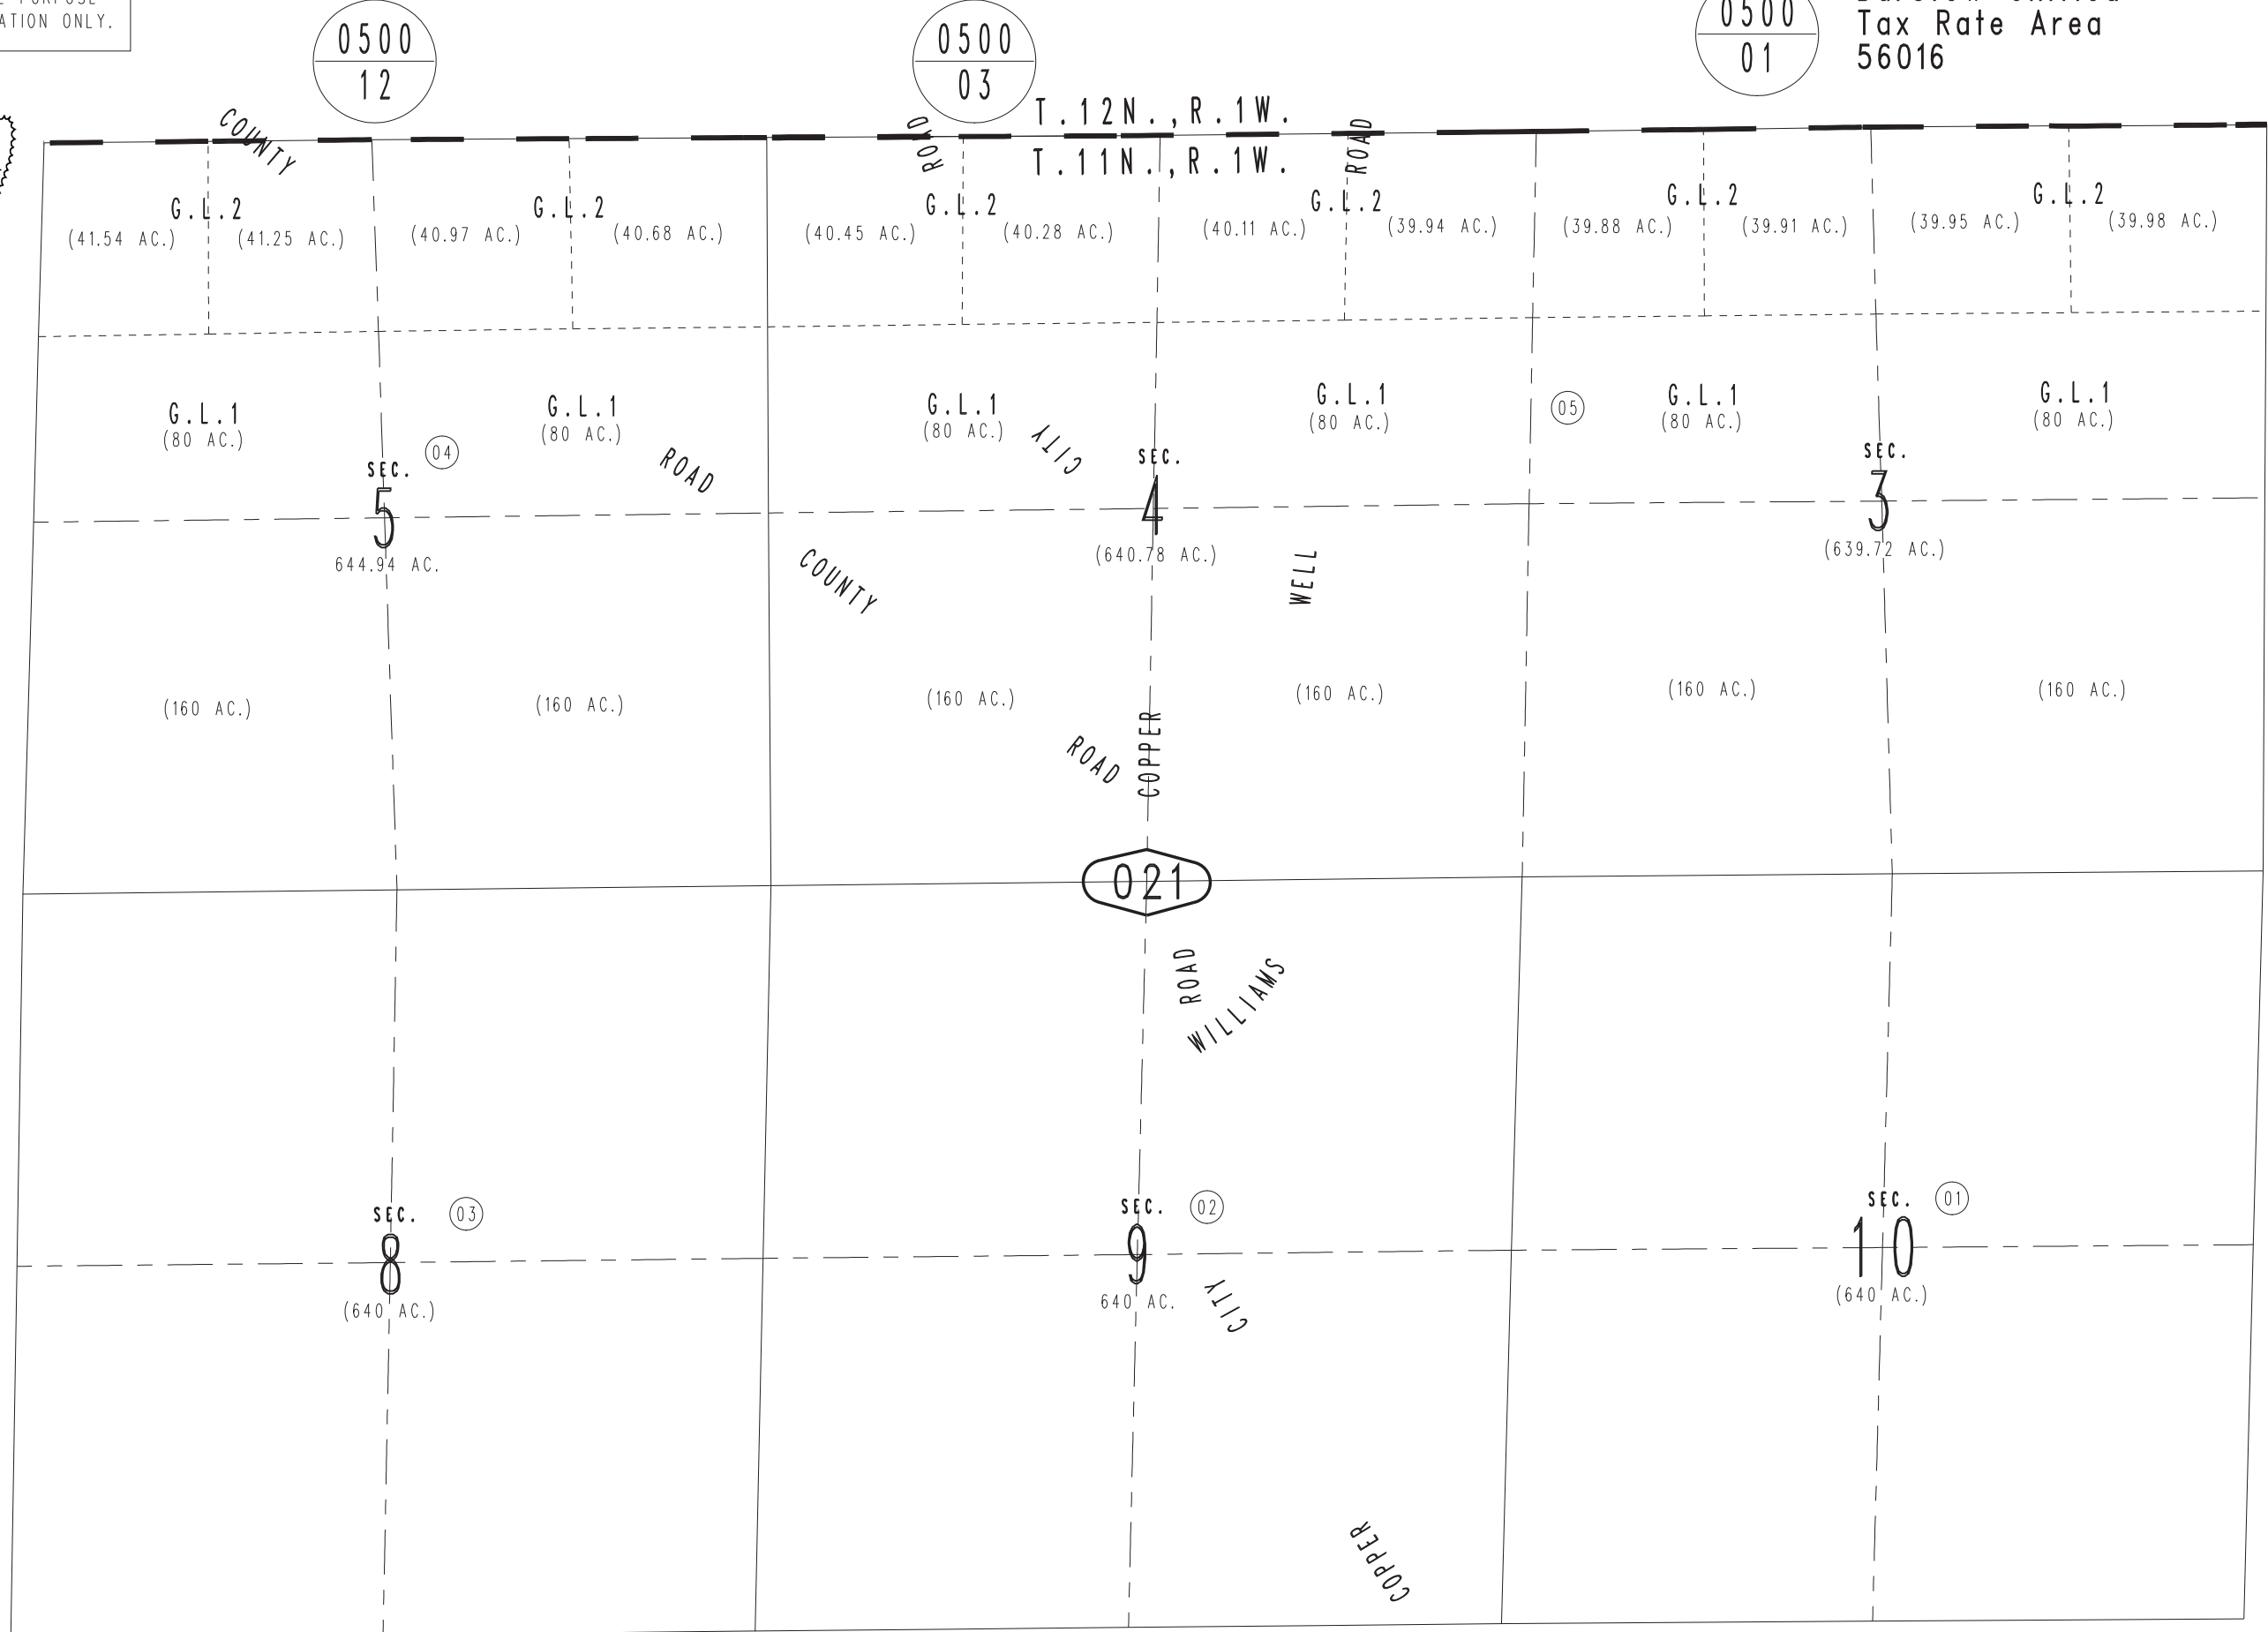 ATION ONLY.
0500
12
0500
03
0500
01
Tax Rate Area
56016
T.12N.,R.1W.
T.11N.,R.1W.
COUNTY
ROAD
ROAD
G.L.2
G.L.2
G.L.2
G.L.2
G.L.2
G.L.2
(41.54 AC.)
(41.25 AC.)
(40.97 AC.)
(40.68 AC.)
(40.45 AC.)
(40.28 AC.)
(40.11 AC.)
(39.94 AC.)
(39.88 AC.)
(39.91 AC.)
(39.95 AC.)
(39.98 AC.)
G.L.1
(80 AC.)
G.L.1
(80 AC.)
G.L.1
(80 AC.)
G.L.1
(80 AC.)
05
G.L.1
(80 AC.)
G.L.1
(80 AC.)
SEC.
5
644.94 AC.
04
ROAD
CITY
SEC.
4
(640.78 AC.)
SEC.
3
(639.72 AC.)
COUNTY
WELL
(160 AC.)
(160 AC.)
(160 AC.)
(160 AC.)
(160 AC.)
(160 AC.)
ROAD
COPPER
021
ROAD
WILLIAMS
SEC.
8
(640 AC.)
03
SEC.
9
640 AC.
02
SEC.
10
(640 AC.)
01
CITY
COPPER